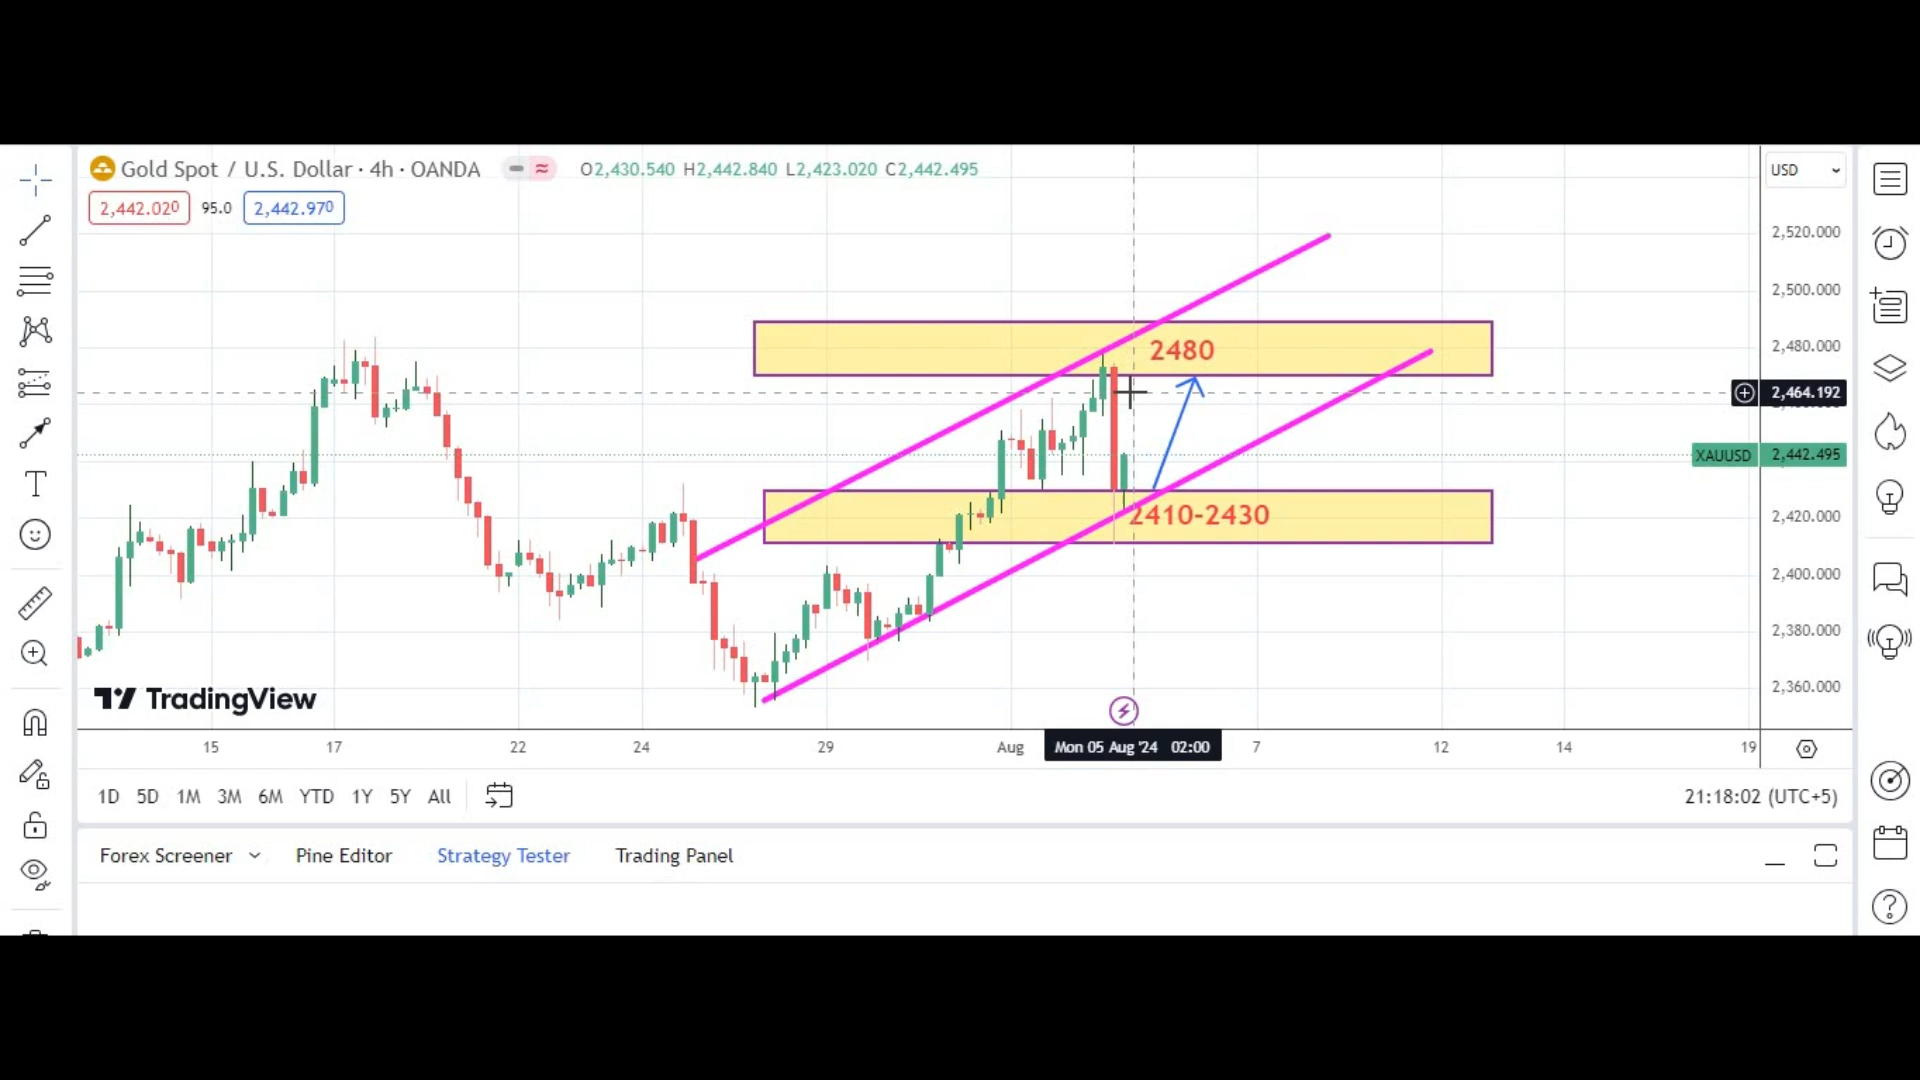 Gold Spot / U.S. Dollar · 4h · OANDA O2,430.540 H2,442.840 L2,423.020 C2,442.495
USD
2,442.020 95.0 2,442.970
2,520.000
2,500.000
2480
2,480.000
2,464.192
XAUUSD 2,442.495
2410-2430
2,420.000
2,400.000
2,380.000
2,360.000
TradingView
15 17 22 24 29 Aug Mon 05 Aug '24 02:00 7 12 14 19
1D 5D 1M 3M 6M YTD 1Y 5Y All
21:18:02 (UTC+5)
Forex Screener Pine Editor Strategy Tester Trading Panel